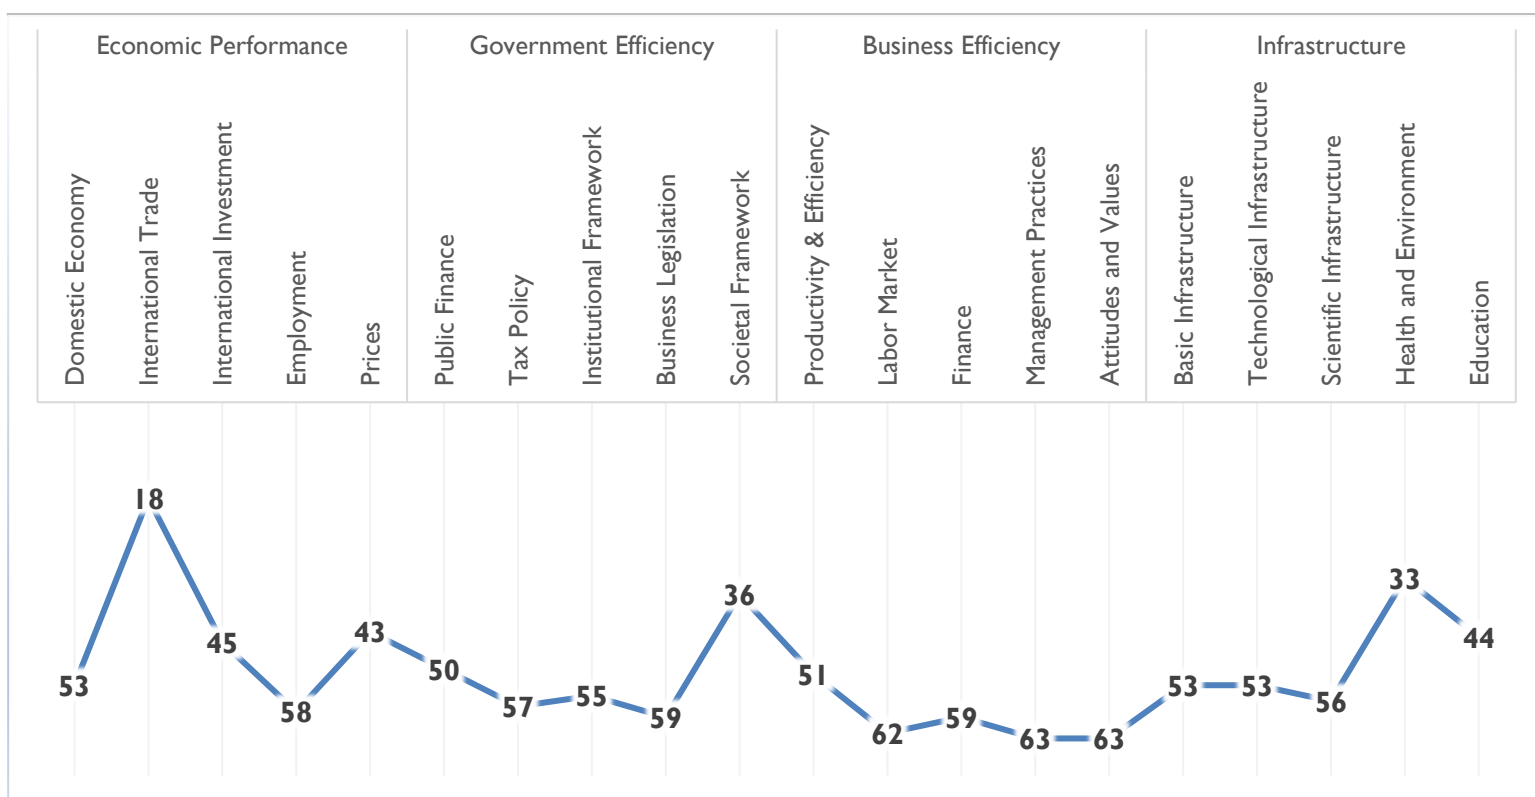 Economic Performance
Government Efficiency
Business Efficiency
Infrastructure
Domestic Economy
International Trade
International Investment
Employment
Prices
Public Finance
Tax Policy
Institutional Framework
Business Legislation
Societal Framework
Productivity & Efficiency
Labor Market
Finance
Management Practices
Attitudes and Values
Basic Infrastructure
Technological Infrastructure
Scientific Infrastructure
Health and Environment
Education
53
18
45
58
43
50
57
55
59
36
51
62
59
63
63
53
53
56
33
44